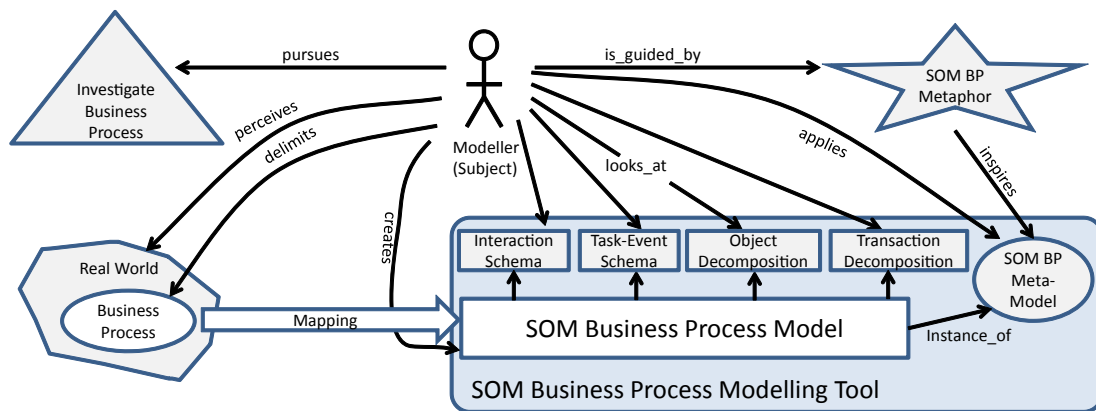 pursues
is_guided_by
Investigate
Business
Process
SOM BP
Metaphor
perceives
delimits
Modeller
(Subject)
looks_at
applies
inspires
creates
Real World
Business
Process
Mapping
Interaction
Schema
Task-Event
Schema
Object
Decomposition
Transaction
Decomposition
SOM BP
Meta-
Model
SOM Business Process Model
Instance_of
SOM Business Process Modelling Tool